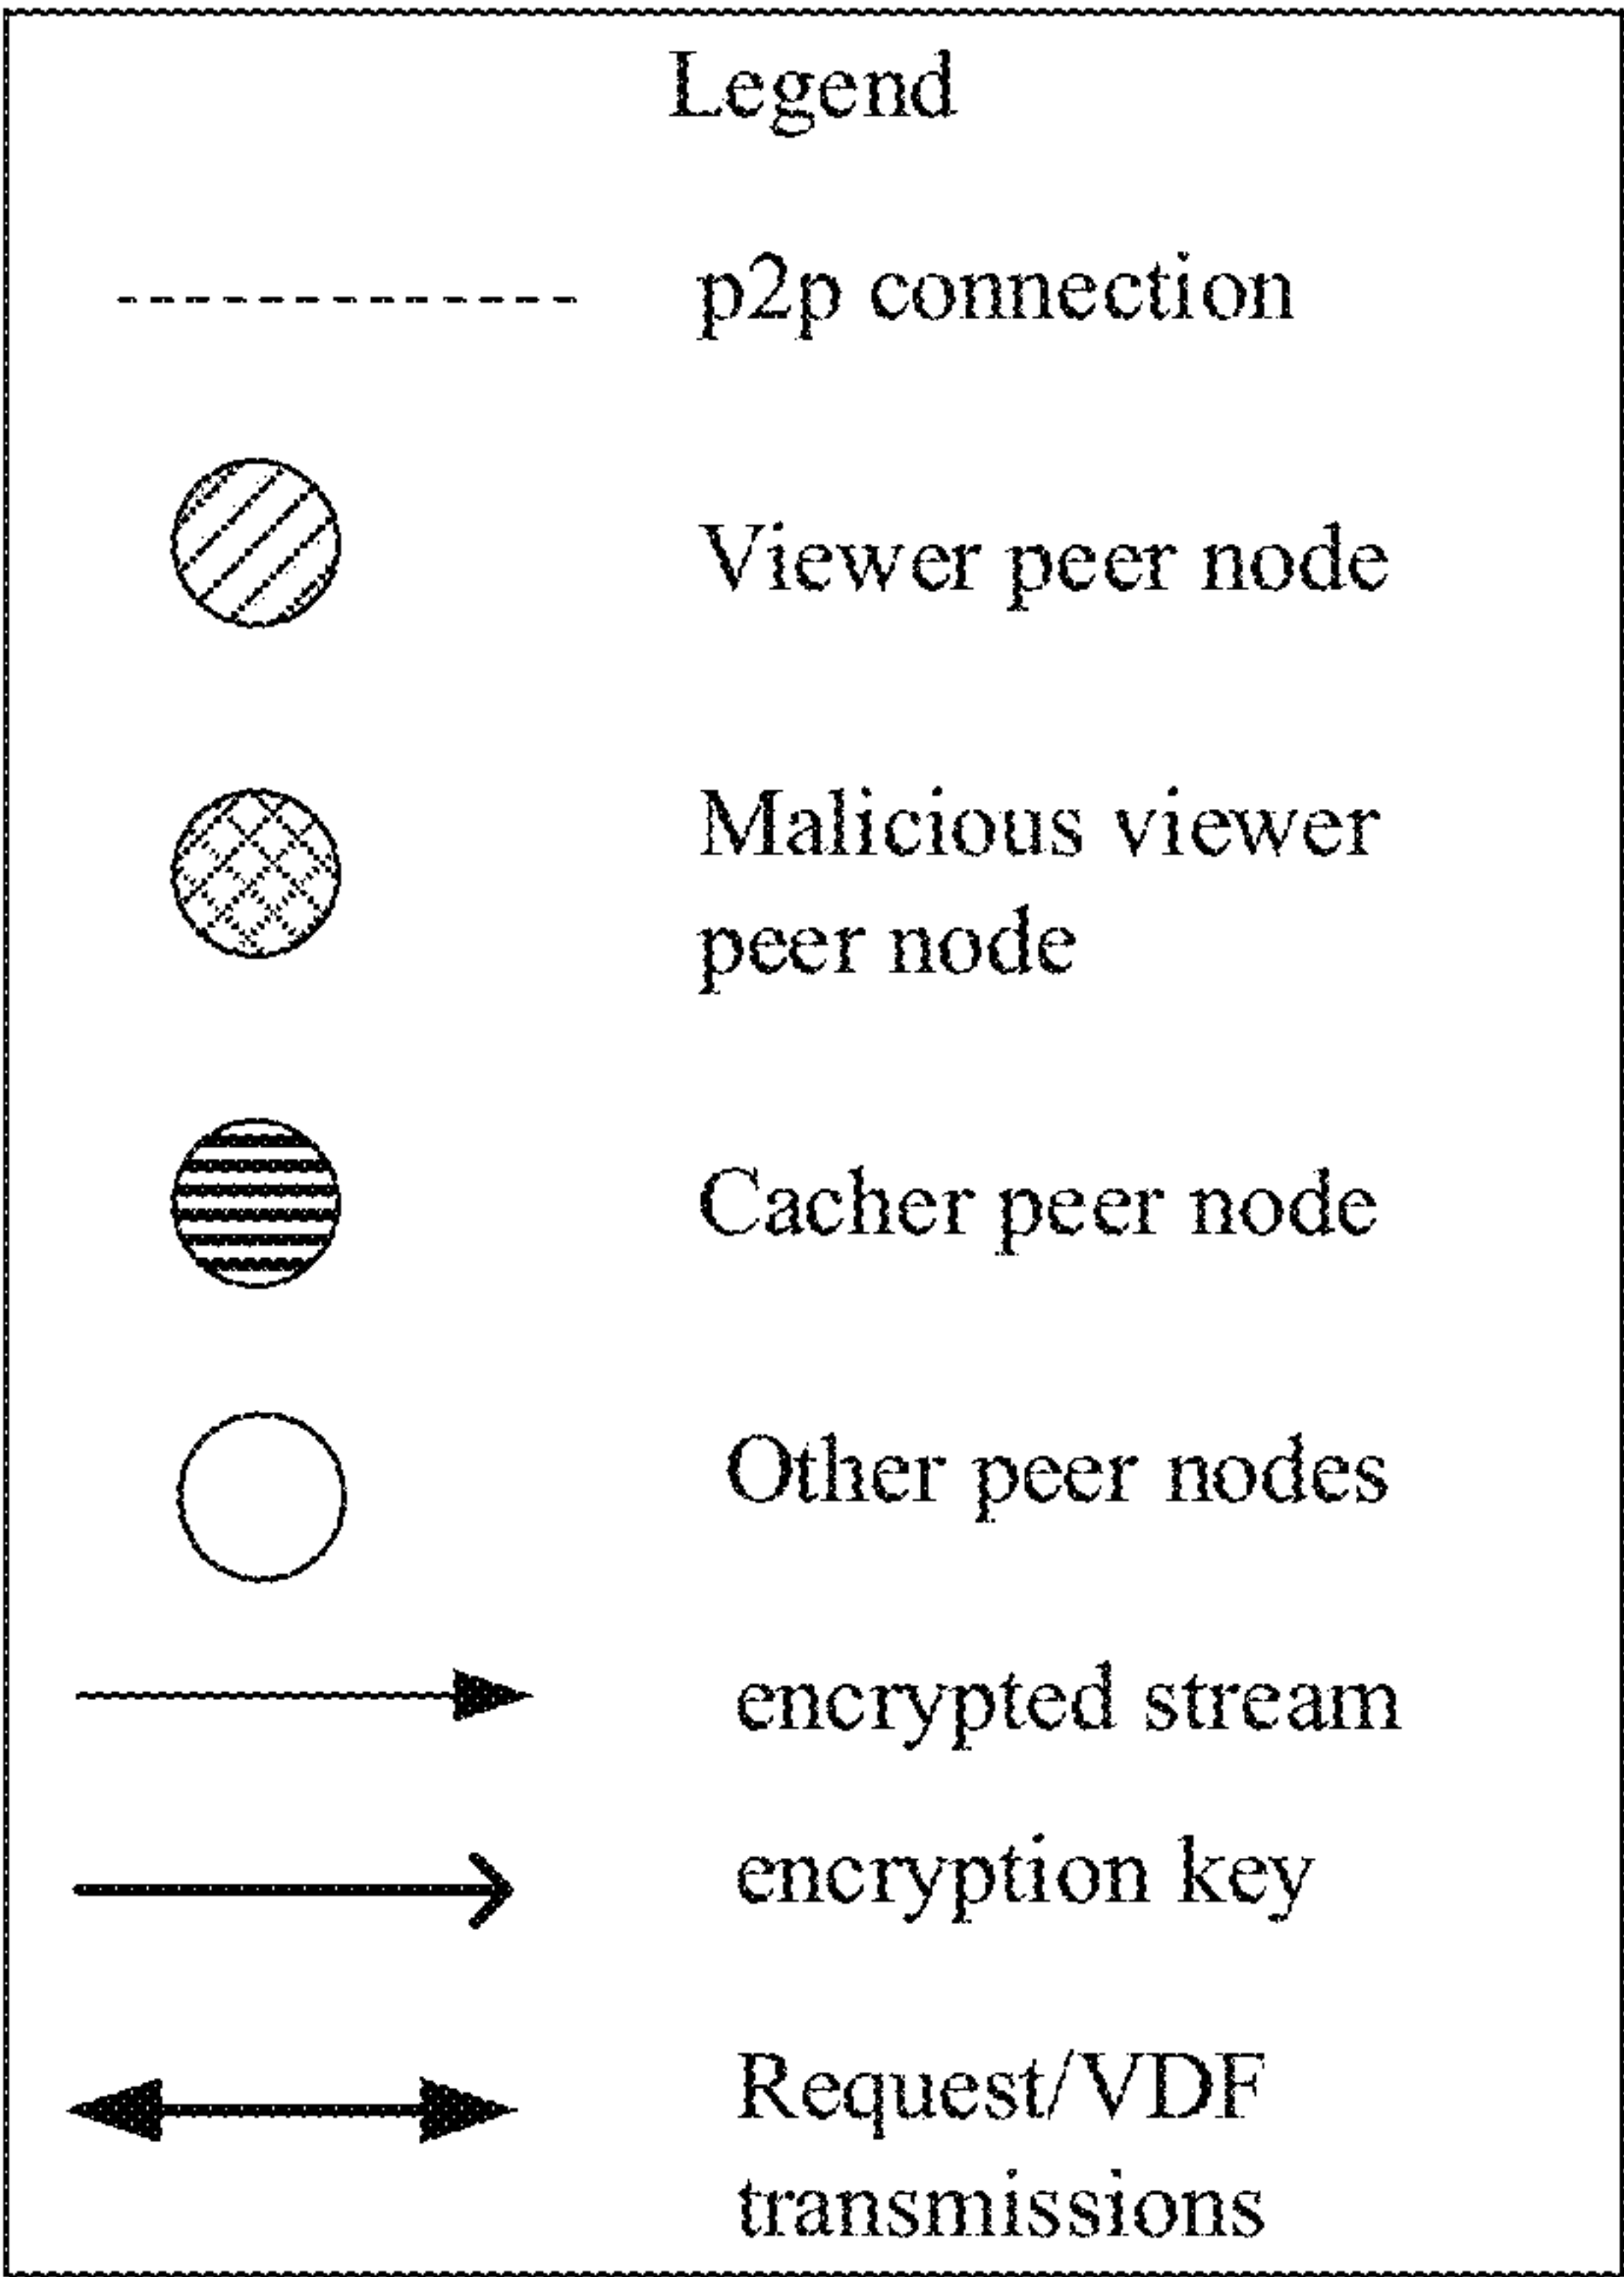 Legend
p2p connection
Viewer peer node
Malicious viewer
peer node
Cacher peer node
Other peer nodes
encrypted stream
encryption key
Request/VDF
transmissions